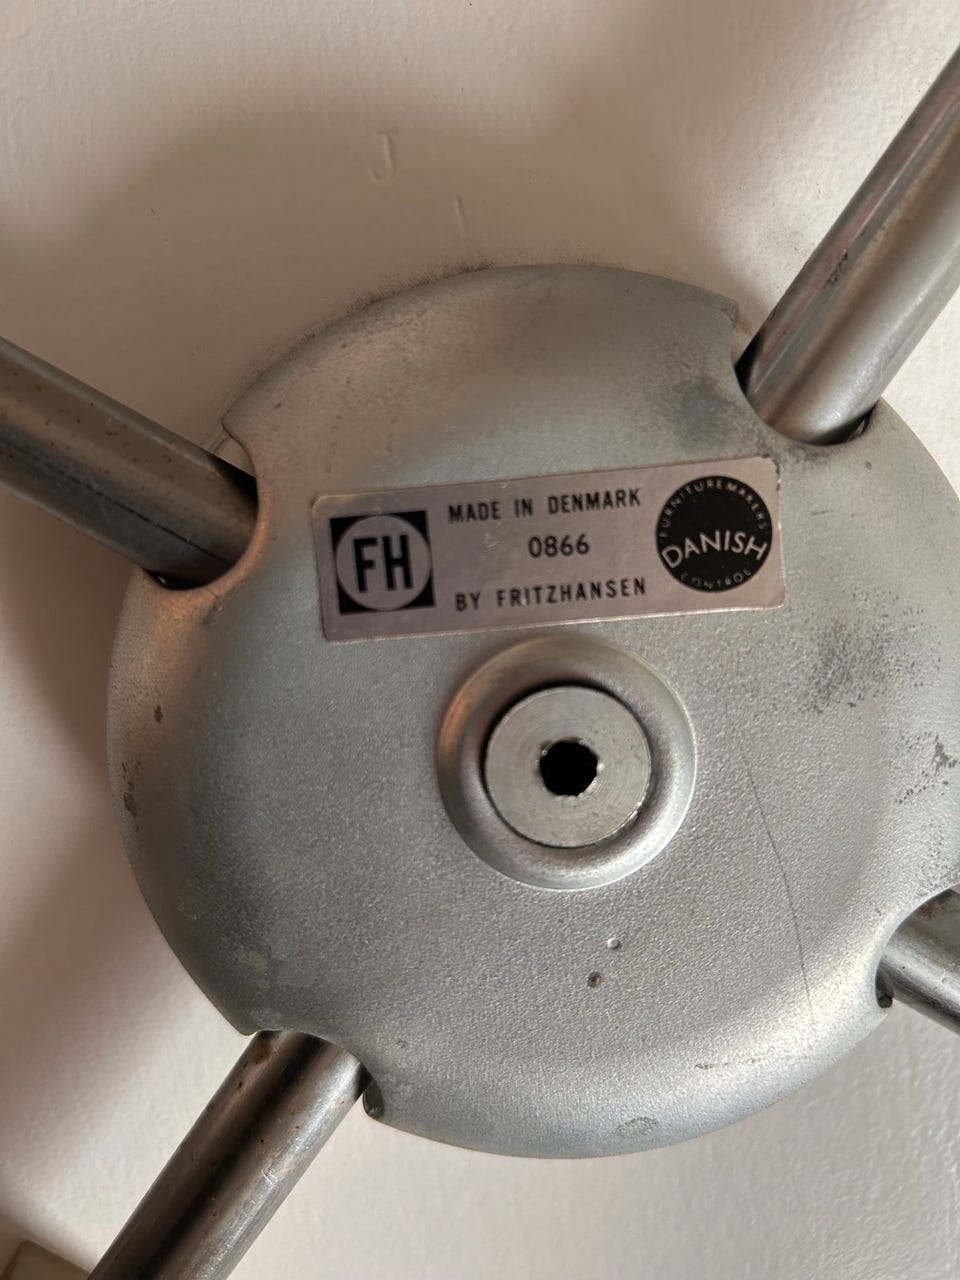 J
FH
MADE IN DENMARK
0866
BY FRITZHANSEN
FURNITUREMAKERS
DANISH
CONTROL